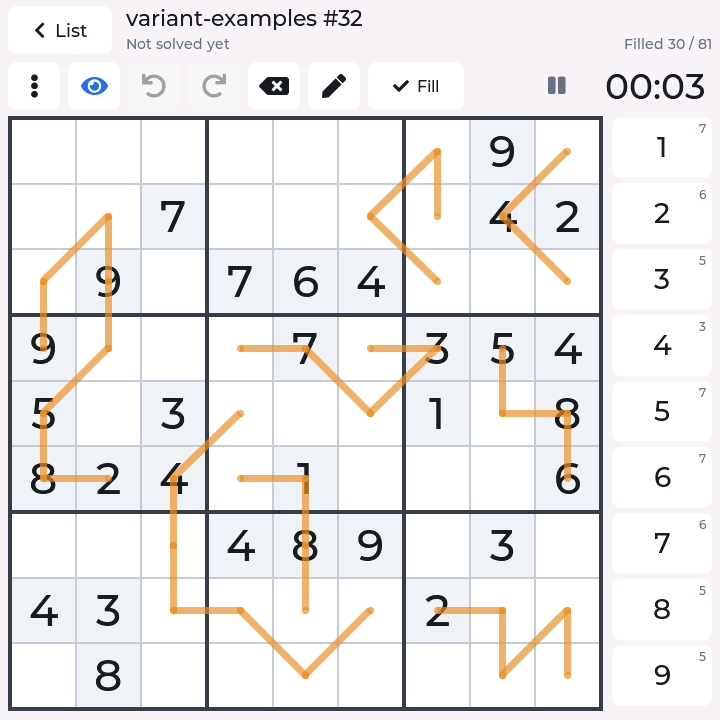 List
variant-examples #32
Not solved yet
Filled 30 / 81
Fill
00:03
9
7 4 2
9 7 6 4
9 7 3 5 4
5 3 1 8
8 2 4 1 6
4 8 9 3
4 3 2
8
1 7
2 6
3 5
4 3
5 7
6 7
7 6
8 5
9 5